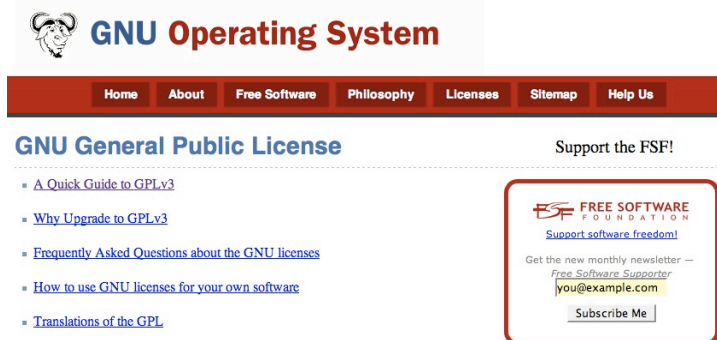 GNU Operating System
Home About Free Software Philosophy Licenses Sitemap Help Us
GNU General Public License
A Quick Guide to GPLv3
Why Upgrade to GPLv3
Frequently Asked Questions about the GNU licenses
How to use GNU licenses for your own software
Translations of the GPL
Support the FSF!
FSF FREE SOFTWARE
FOUNDATION
Support software freedom!
Get the new monthly newsletter —
Free Software Supporter
you@example.com
Subscribe Me